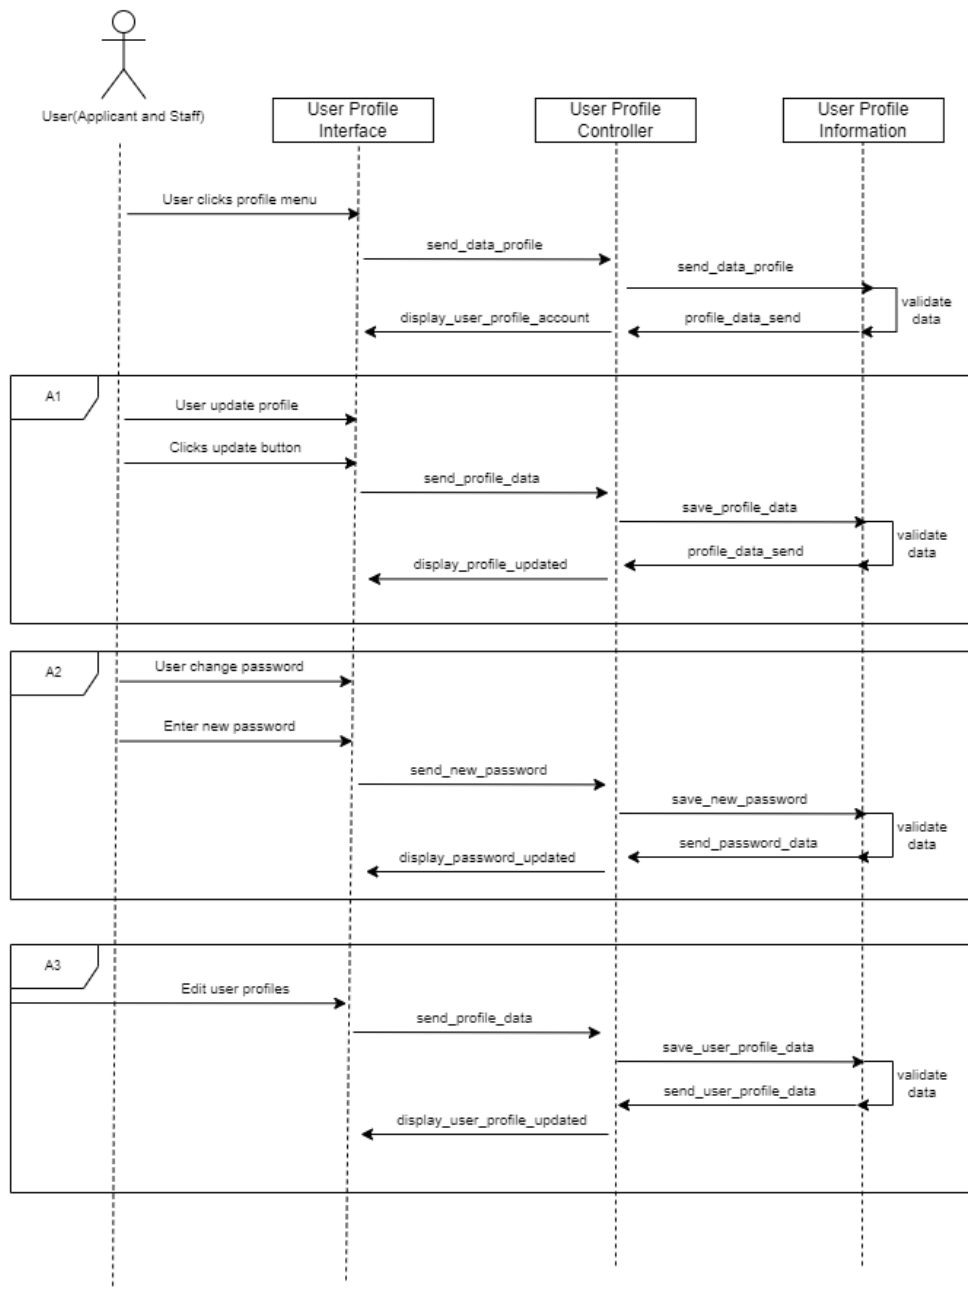 User(Applicant and Staff)
User Profile
Interface
User Profile
Controller
User Profile
Information
User clicks profile menu
send_data_profile
send_data_profile
validate
data
display_user_profile_account
profile_data_send
A1
User update profile
Clicks update button
send_profile_data
save_profile_data
validate
data
profile_data_send
display_profile_updated
A2
User change password
Enter new password
send_new_password
save_new_password
validate
data
send_password_data
display_password_updated
A3
Edit user profiles
send_profile_data
save_user_profile_data
validate
data
send_user_profile_data
display_user_profile_updated